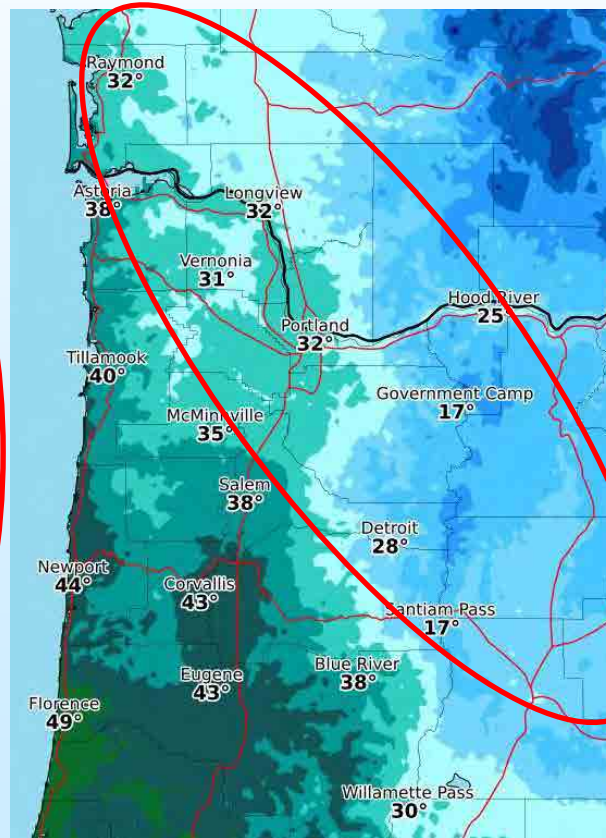 Raymond
32°
Astoria
38°
Longview
32°
Vernonia
31°
Hood River
25°
Portland
32°
Tillamook
40°
Government Camp
17°
McMinnville
35°
Salem
38°
Detroit
28°
Newport
44°
Corvallis
43°
Santiam Pass
17°
Blue River
38°
Eugene
43°
Florence
49°
Willamette Pass
30°